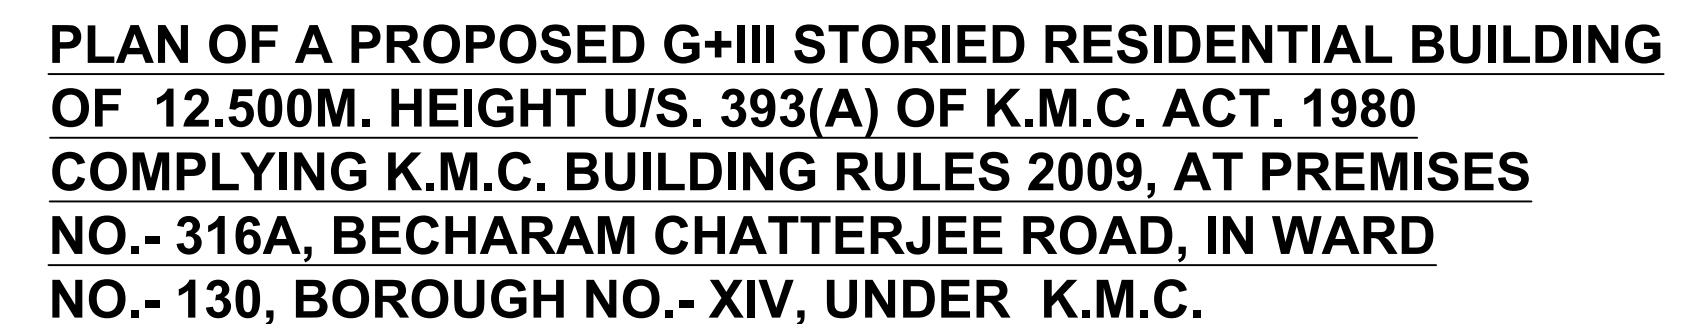 PLAN OF A PROPOSED G+III STORIED RESIDENTIAL BUILDING
OF 12.500M. HEIGHT U/S. 393(A) OF K.M.C. ACT. 1980
COMPLYING K.M.C. BUILDING RULES 2009, AT PREMISES
NO.- 316A, BECHARAM CHATTERJEE ROAD, IN WARD
NO.- 130, BOROUGH NO.- XIV, UNDER K.M.C.